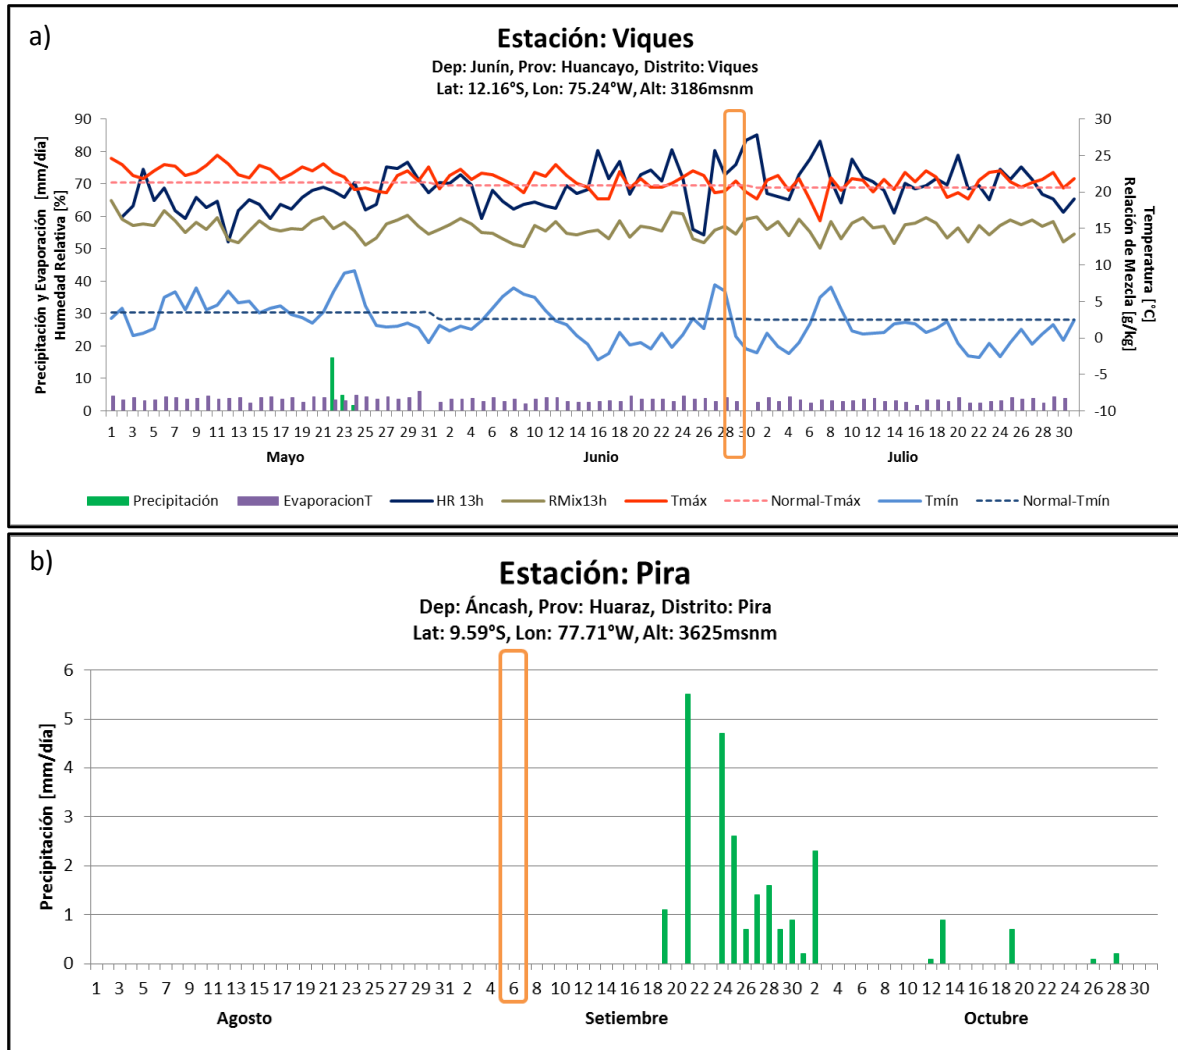 a)
Estación: Viques
Dep: Junín, Prov: Huancayo, Distrito: Viques
Lat: 12.16°S, Lon: 75.24°W, Alt: 3186msnm
Precipitación y Evaporación [mm/día]
Humedad Relativa [%]
90
80
70
60
50
40
30
20
10
0
30
25
20
15
10
5
0
-5
-10
Temperatura [°C]
Relación de Mezcla [g/kg]
1 3 5 7 9 11 13 15 17 19 21 23 25 27 29 31 2 4 6 8 10 12 14 16 18 20 22 24 26 28 30 2 4 6 8 10 12 14 16 18 20 22 24 26 28 30
Mayo Junio Julio
Precipitación EvaporacionT HR 13h RMix13h Tmáx Normal-Tmáx Tmín Normal-Tmín
b)
Estación: Pira
Dep: Áncash, Prov: Huaraz, Distrito: Pira
Lat: 9.59°S, Lon: 77.71°W, Alt: 3625msnm
Precipitación [mm/día]
6
5
4
3
2
1
0
1 3 5 7 9 11 13 15 17 19 21 23 25 27 29 31 2 4 6 8 10 12 14 16 18 20 22 24 26 28 30 2 4 6 8 10 12 14 16 18 20 22 24 26 28 30
Agosto Setiembre Octubre